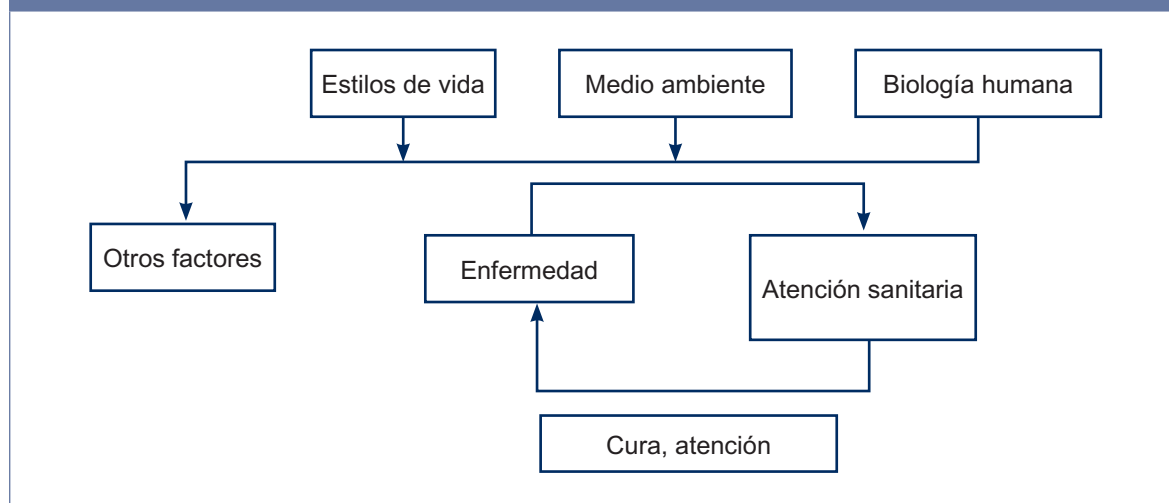 Estilos de vida
Medio ambiente
Biología humana
Otros factores
Enfermedad
Atención sanitaria
Cura, atención